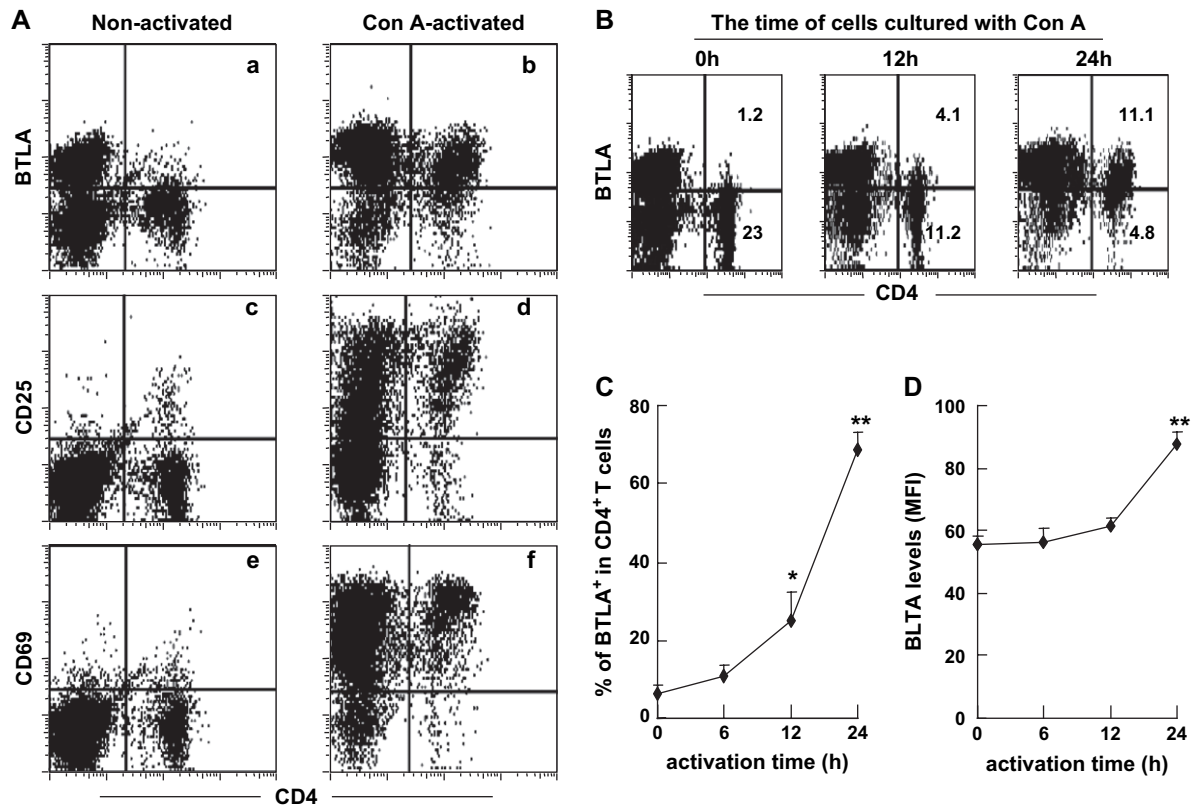 A
Non-activated
Con A-activated
a
b
BTLA
c
d
CD25
e
f
CD69
CD4
B
The time of cells cultured with Con A
0h
12h
24h
1.2
4.1
11.1
BTLA
23
11.2
4.8
CD4
C
80
60
40
20
0
% of BTLA⁺ in CD4⁺ T cells
*
**
0 6 12 24
activation time (h)
D
100
80
60
40
20
0
BLTA levels (MFI)
**
0 6 12 24
activation time (h)